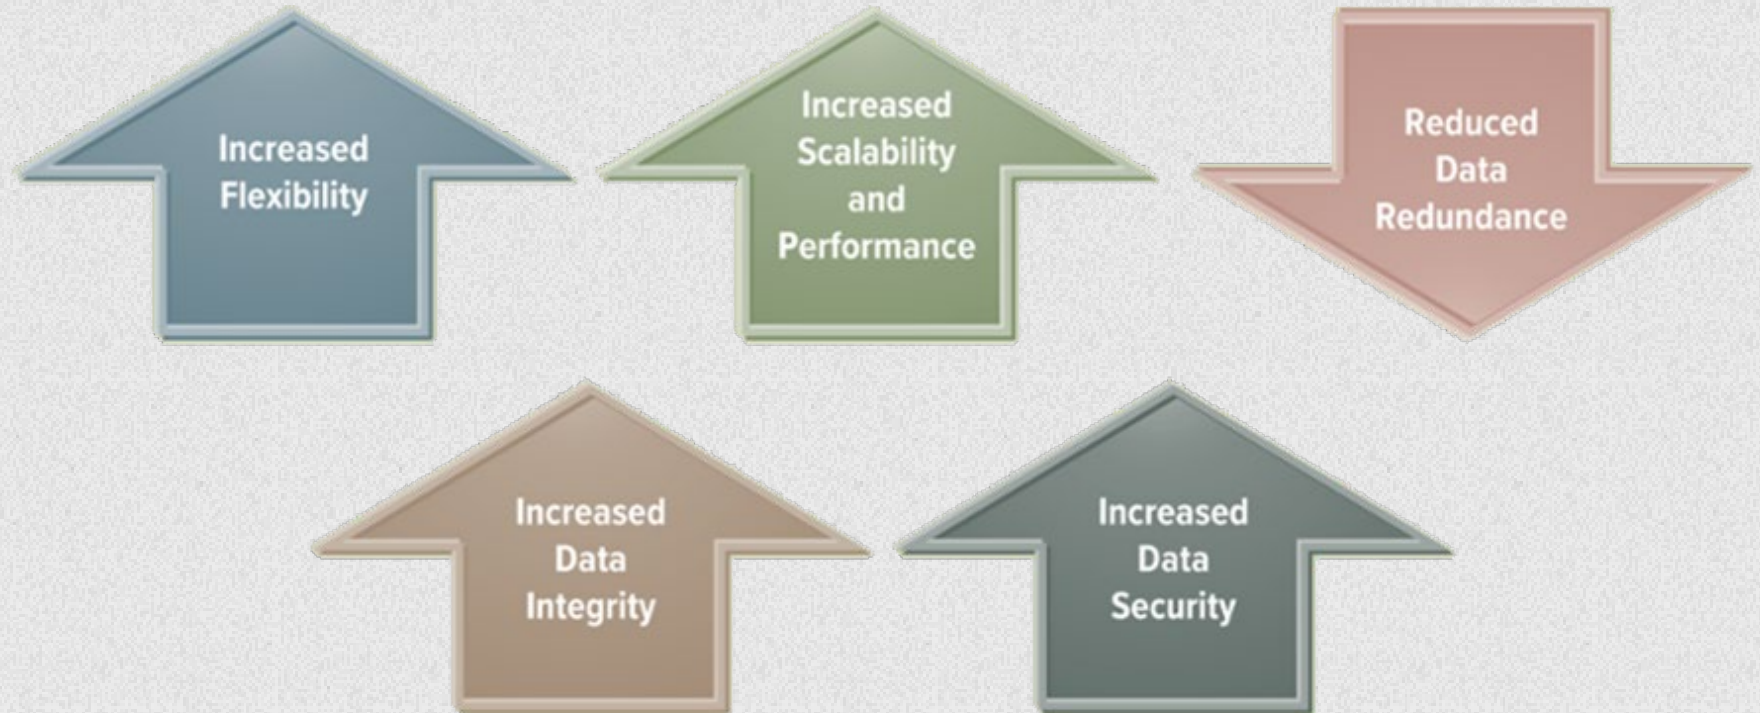 Increased
Flexibility
Increased
Scalability
and
Performance
Reduced
Data
Redundance
Increased
Data
Integrity
Increased
Data
Security